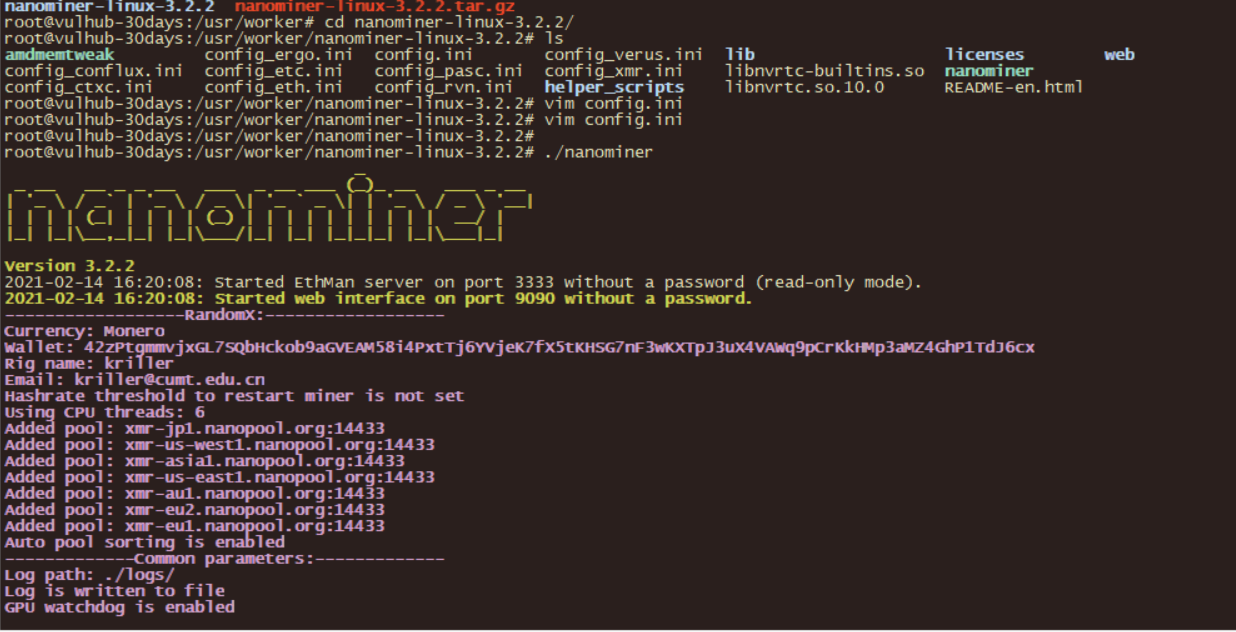 nanominer-linux-3.2.2  nanominer-linux-3.2.2.tar.gz
root@vulhub-30days:/usr/worker# cd nanominer-linux-3.2.2/
root@vulhub-30days:/usr/worker/nanominer-linux-3.2.2# ls
amdmemtweak config_ergo.ini config.ini config_verus.ini lib licenses web
config_conflux.ini config_etc.ini config_pasc.ini config_xmr.ini libnvrtc-builtins.so nanominer
config_ctxc.ini config_eth.ini config_rvn.ini helper_scripts libnvrtc.so.10.0 README-en.html
root@vulhub-30days:/usr/worker/nanominer-linux-3.2.2# vim config.ini
root@vulhub-30days:/usr/worker/nanominer-linux-3.2.2# vim config.ini
root@vulhub-30days:/usr/worker/nanominer-linux-3.2.2#
root@vulhub-30days:/usr/worker/nanominer-linux-3.2.2# ./nanominer
nanominer
Version 3.2.2
2021-02-14 16:20:08: Started EthMan server on port 3333 without a password (read-only mode).
2021-02-14 16:20:08: Started web interface on port 9090 without a password.
------------------RandomX:------------------
Currency: Monero
Wallet: 42zPtgmmvjxGL7SQbHckob9aGVEAM58i4PxtTj6YVjeK7fX5tKHSG7nF3wKXTpJ3uX4VAWq9pCrKkHMp3aMZ4GhP1TdJ6cx
Rig name: kriller
Email: kriller@cumt.edu.cn
Hashrate threshold to restart miner is not set
Using CPU threads: 6
Added pool: xmr-jp1.nanopool.org:14433
Added pool: xmr-us-west1.nanopool.org:14433
Added pool: xmr-asia1.nanopool.org:14433
Added pool: xmr-us-east1.nanopool.org:14433
Added pool: xmr-au1.nanopool.org:14433
Added pool: xmr-eu2.nanopool.org:14433
Added pool: xmr-eu1.nanopool.org:14433
Auto pool sorting is enabled
-------------Common parameters:-------------
Log path: ./logs/
Log is written to file
GPU watchdog is enabled